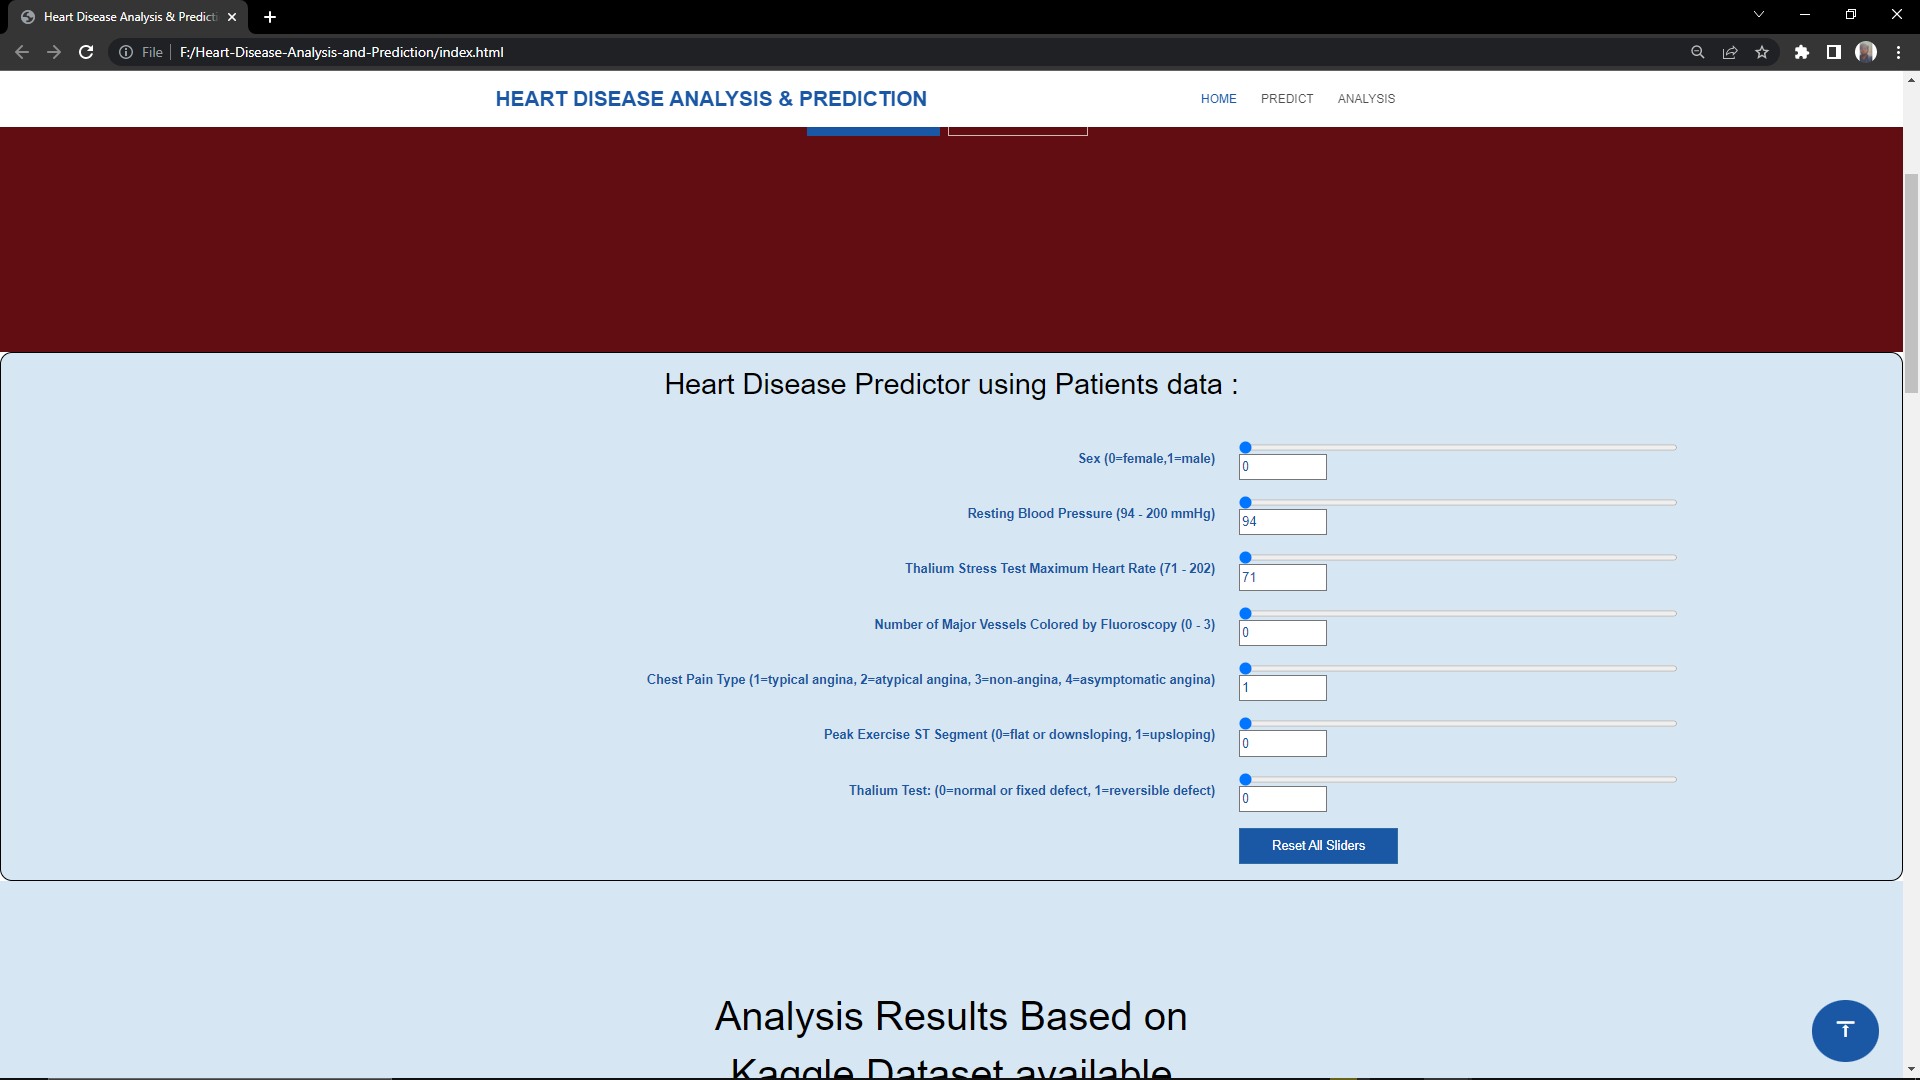 Heart Disease Analysis & Predicti
File
F:/Heart-Disease-Analysis-and-Prediction/index.html
HEART DISEASE ANALYSIS & PREDICTION
HOME
PREDICT
ANALYSIS
Heart Disease Predictor using Patients data :
Sex (0=female,1=male)
0
Resting Blood Pressure (94 - 200 mmHg)
94
Thalium Stress Test Maximum Heart Rate (71 - 202)
71
Number of Major Vessels Colored by Fluoroscopy (0 - 3)
0
Chest Pain Type (1=typical angina, 2=atypical angina, 3=non-angina, 4=asymptomatic angina)
1
Peak Exercise ST Segment (0=flat or downsloping, 1=upsloping)
0
Thalium Test: (0=normal or fixed defect, 1=reversible defect)
0
Reset All Sliders
Analysis Results Based on
Kaggle Dataset available